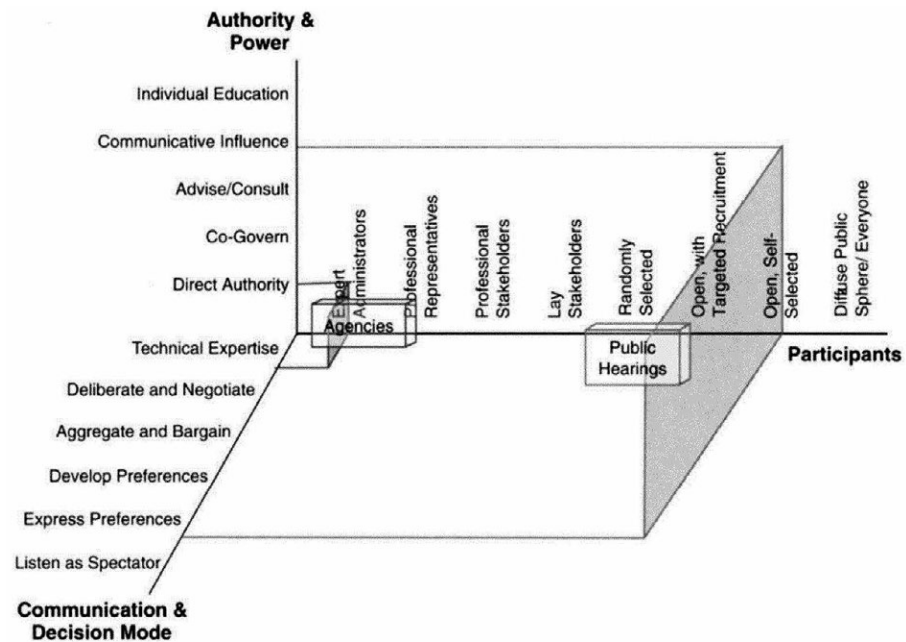 Authority &
Power
Individual Education
Communicative Influence
Advise/Consult
Co-Govern
Direct Authority
Expert
Administrators
Professional
Representatives
Professional
Stakeholders
Lay
Stakeholders
Randomly
Selected
Open, with
Targeted Recruitment
Open, Self-
Selected
Diffuse Public
Sphere/ Everyone
Agencies
Public
Hearings
Participants
Technical Expertise
Deliberate and Negotiate
Aggregate and Bargain
Develop Preferences
Express Preferences
Listen as Spectator
Communication &
Decision Mode